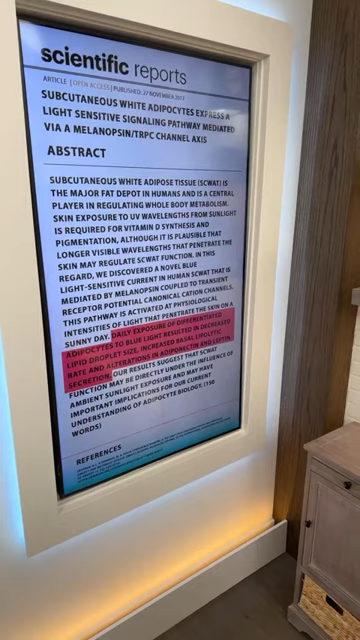 scientific reports
ARTICLE | OPEN ACCESS | PUBLISHED: 27 NOVEMBER 2017
SUBCUTANEOUS WHITE ADIPOCYTES EXPRESS A
LIGHT SENSITIVE SIGNALING PATHWAY MEDIATED
VIA A MELANOPSIN/TRPC CHANNEL AXIS
ABSTRACT
SUBCUTANEOUS WHITE ADIPOSE TISSUE (SCWAT) IS
THE MAJOR FAT DEPOT IN HUMANS AND IS A CENTRAL
PLAYER IN REGULATING WHOLE BODY METABOLISM.
SKIN EXPOSURE TO UV WAVELENGTHS FROM SUNLIGHT
IS REQUIRED FOR VITAMIN D SYNTHESIS AND
PIGMENTATION, ALTHOUGH IT IS PLAUSIBLE THAT
LONGER VISIBLE WAVELENGTHS THAT PENETRATE THE
SKIN MAY REGULATE SCWAT FUNCTION. IN THIS
REGARD, WE DISCOVERED A NOVEL BLUE
LIGHT-SENSITIVE CURRENT IN HUMAN SCWAT THAT IS
MEDIATED BY MELANOPSIN COUPLED TO TRANSIENT
RECEPTOR POTENTIAL CANONICAL CATION CHANNELS.
THIS PATHWAY IS ACTIVATED AT PHYSIOLOGICAL
INTENSITIES OF LIGHT THAT PENETRATE THE SKIN ON A
SUNNY DAY. DAILY EXPOSURE OF DIFFERENTIATED
ADIPOCYTES TO BLUE LIGHT RESULTED IN DECREASED
LIPID DROPLET SIZE, INCREASED BASAL LIPOLYTIC
RATE AND ALTERATIONS IN ADIPONECTIN AND LEPTIN
SECRETION. OUR RESULTS SUGGEST THAT SCWAT
FUNCTION MAY BE DIRECTLY UNDER THE INFLUENCE OF
AMBIENT SUNLIGHT EXPOSURE AND MAY HAVE
IMPORTANT IMPLICATIONS FOR OUR CURRENT
UNDERSTANDING OF ADIPOCYTE BIOLOGY. (150
WORDS)
REFERENCES